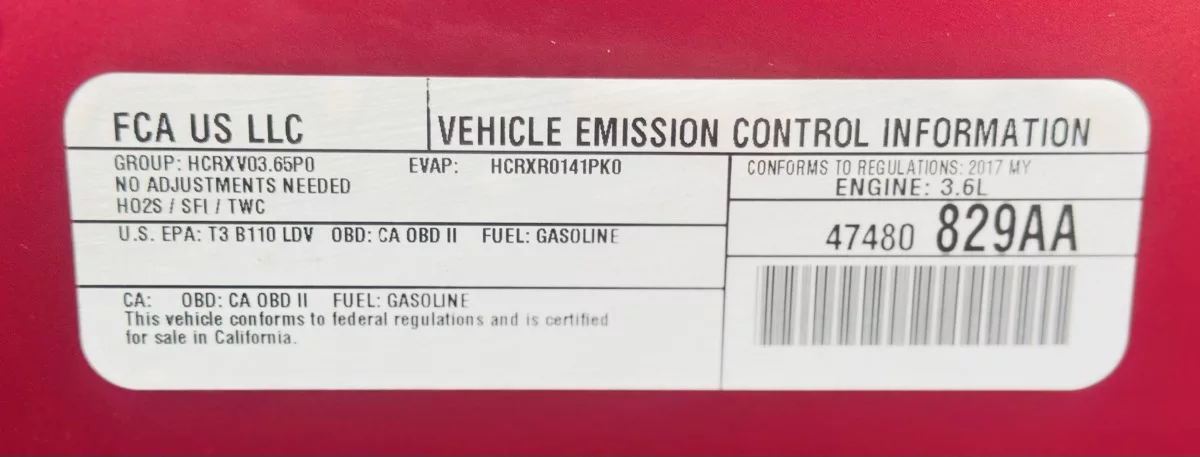 FCA US LLC
VEHICLE EMISSION CONTROL INFORMATION
GROUP: HCRXV03.65P0 EVAP: HCRXR0141PK0
NO ADJUSTMENTS NEEDED
HO2S / SFI / TWC
CONFORMS TO REGULATIONS: 2017 MY
ENGINE: 3.6L
47480 829AA
U.S. EPA: T3 B110 LDV OBD: CA OBD II FUEL: GASOLINE
CA: OBD: CA OBD II FUEL: GASOLINE
This vehicle conforms to federal regulations and is certified
for sale in California.